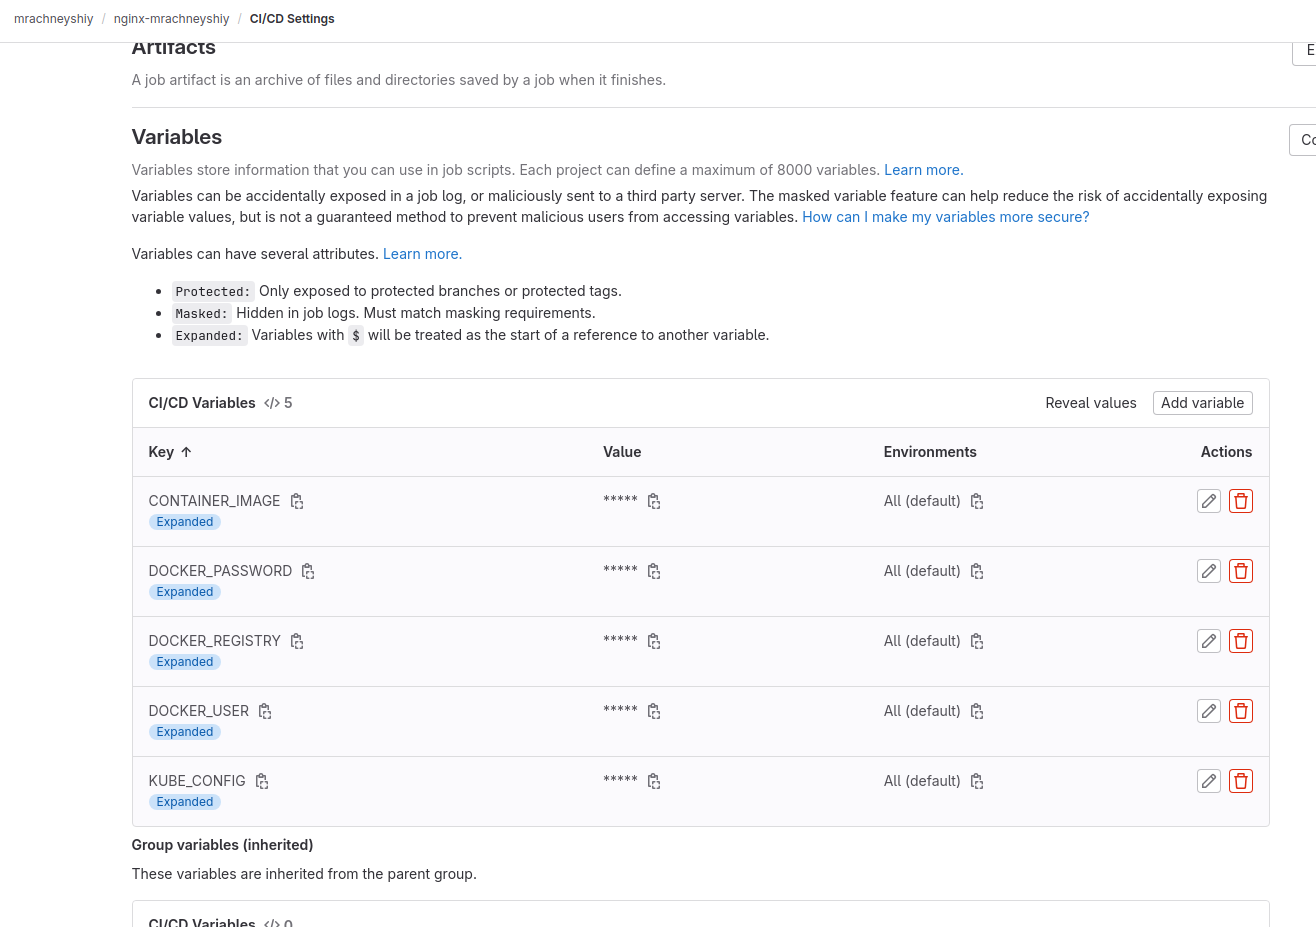 mrachneyshiy / nginx-mrachneyshiy / CI/CD Settings
Artifacts
A job artifact is an archive of files and directories saved by a job when it finishes.
Variables
Variables store information that you can use in job scripts. Each project can define a maximum of 8000 variables. Learn more.
Variables can be accidentally exposed in a job log, or maliciously sent to a third party server. The masked variable feature can help reduce the risk of accidentally exposing
variable values, but is not a guaranteed method to prevent malicious users from accessing variables. How can I make my variables more secure?
Variables can have several attributes. Learn more.
• Protected: Only exposed to protected branches or protected tags.
• Masked: Hidden in job logs. Must match masking requirements.
• Expanded: Variables with $ will be treated as the start of a reference to another variable.
CI/CD Variables </> 5 Reveal values Add variable
Key ↑ Value Environments Actions
CONTAINER_IMAGE ***** All (default)
Expanded
DOCKER_PASSWORD ***** All (default)
Expanded
DOCKER_REGISTRY ***** All (default)
Expanded
DOCKER_USER ***** All (default)
Expanded
KUBE_CONFIG ***** All (default)
Expanded
Group variables (inherited)
These variables are inherited from the parent group.
CI/CD Variables </> 0